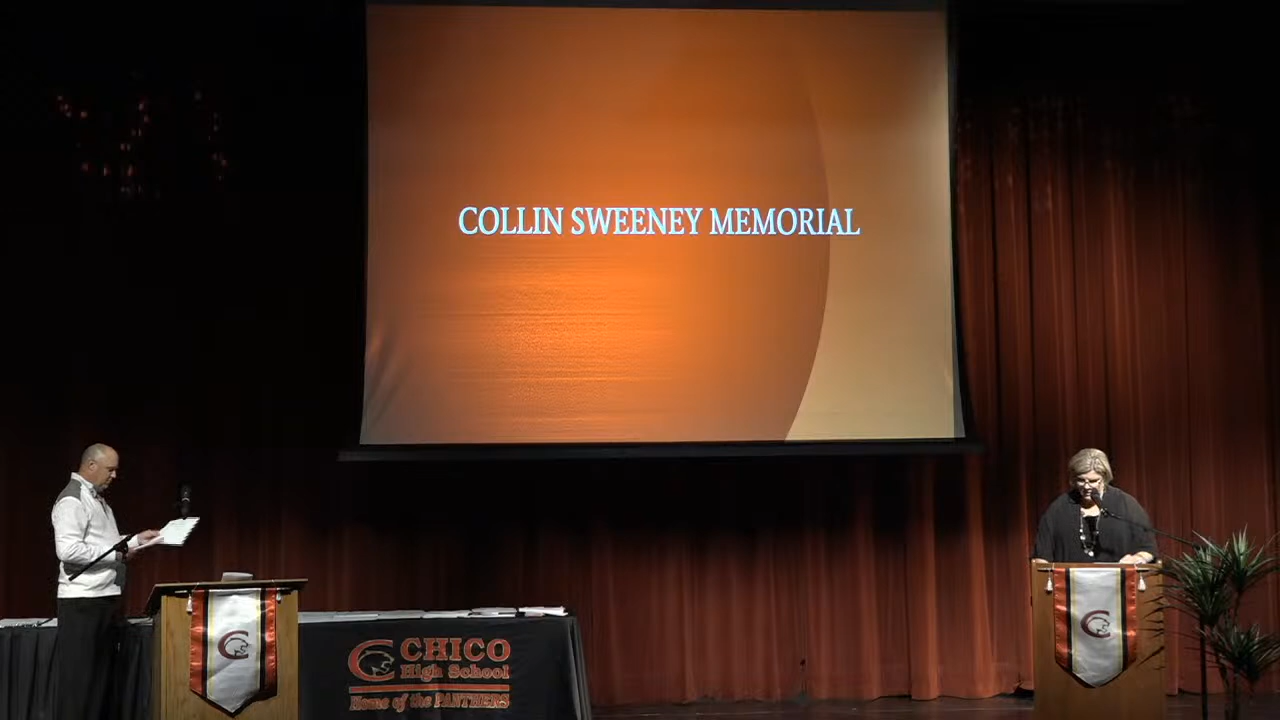 COLLIN SWEENEY MEMORIAL
CHICO
High School
Home of the PANTHERS